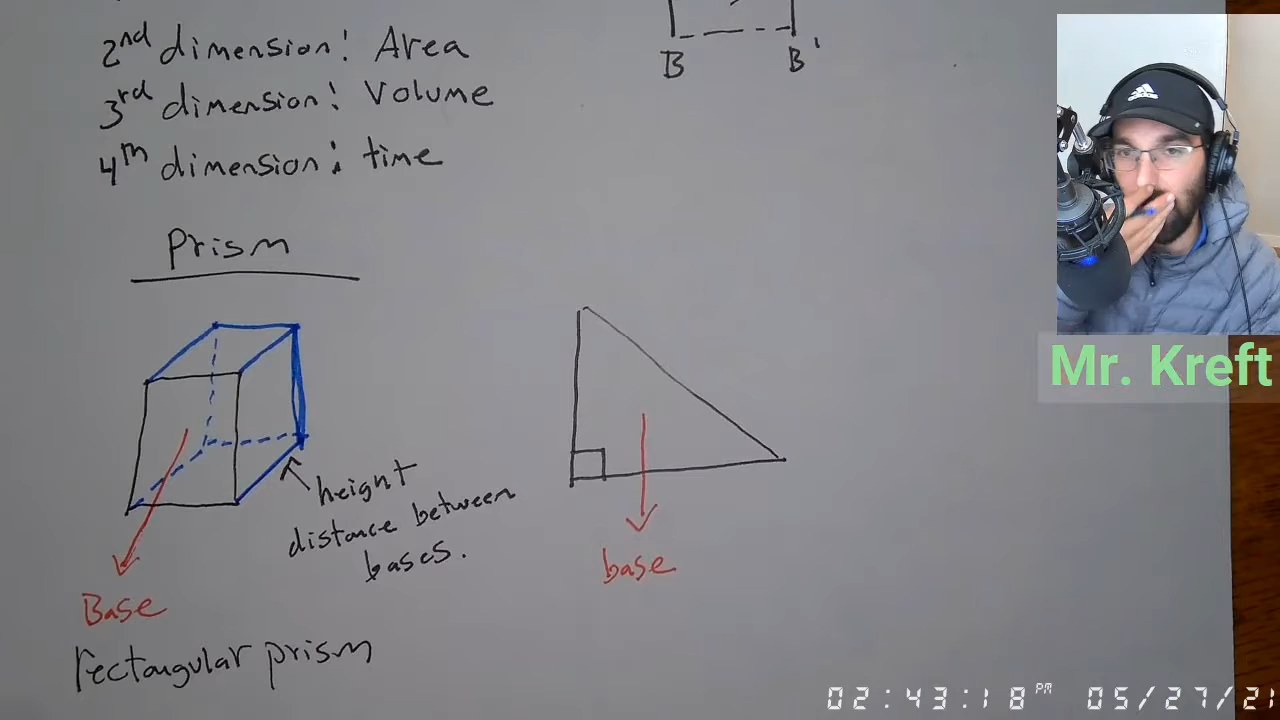 2nd dimension: Area
B B'
3rd dimension: Volume
4th dimension: time
Prism
Mr. Kreft
height
distance between
bases.
base
Base
rectangular prism
02:43:18 PM 05/27/21